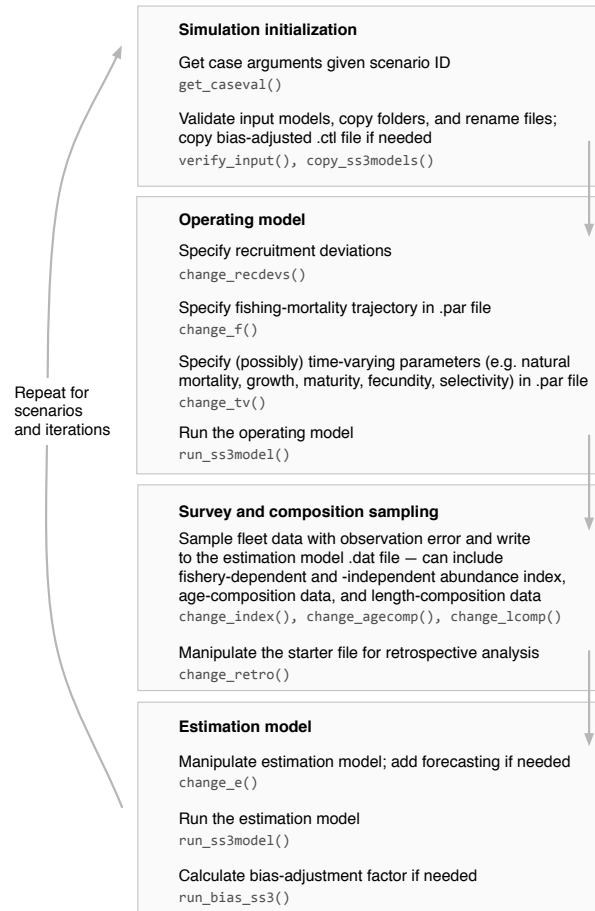 Simulation initialization
Get case arguments given scenario ID
get_caseval()
Validate input models, copy folders, and rename files;
copy bias-adjusted .ctl file if needed
verify_input(), copy_ss3models()
Operating model
Specify recruitment deviations
change_recdevs()
Specify fishing-mortality trajectory in .par file
change_f()
Specify (possibly) time-varying parameters (e.g. natural
mortality, growth, maturity, fecundity, selectivity) in .par file
change_tv()
Run the operating model
run_ss3model()
Repeat for
scenarios
and iterations
Survey and composition sampling
Sample fleet data with observation error and write
to the estimation model .dat file — can include
fishery-dependent and -independent abundance index,
age-composition data, and length-composition data
change_index(), change_agecomp(), change_lcomp()
Manipulate the starter file for retrospective analysis
change_retro()
Estimation model
Manipulate estimation model; add forecasting if needed
change_e()
Run the estimation model
run_ss3model()
Calculate bias-adjustment factor if needed
run_bias_ss3()